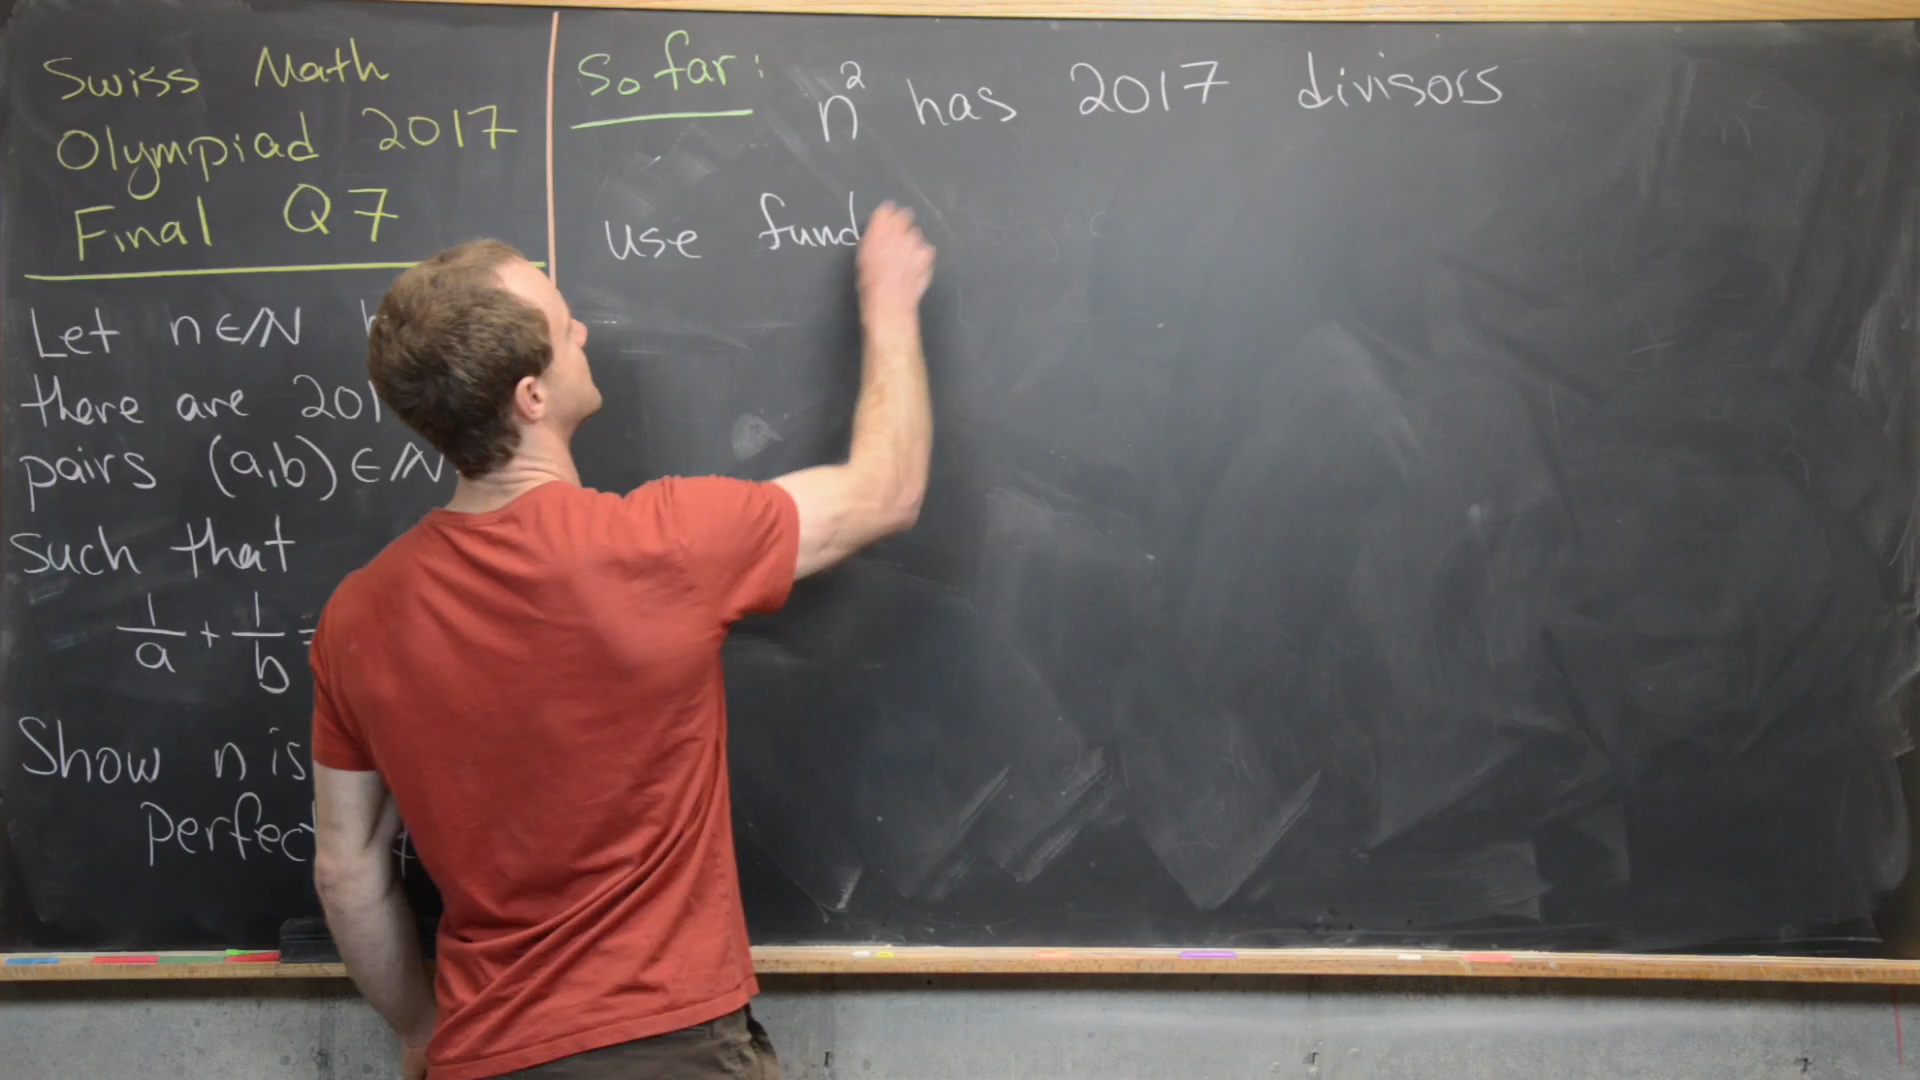 Swiss Math
Olympiad 2017
Final Q7
Let n∈ℕ
there are 201
pairs (a,b)∈ℕ
such that
1/a + 1/b =
Show n is
perfec
So far: n² has 2017 divisors
use fund